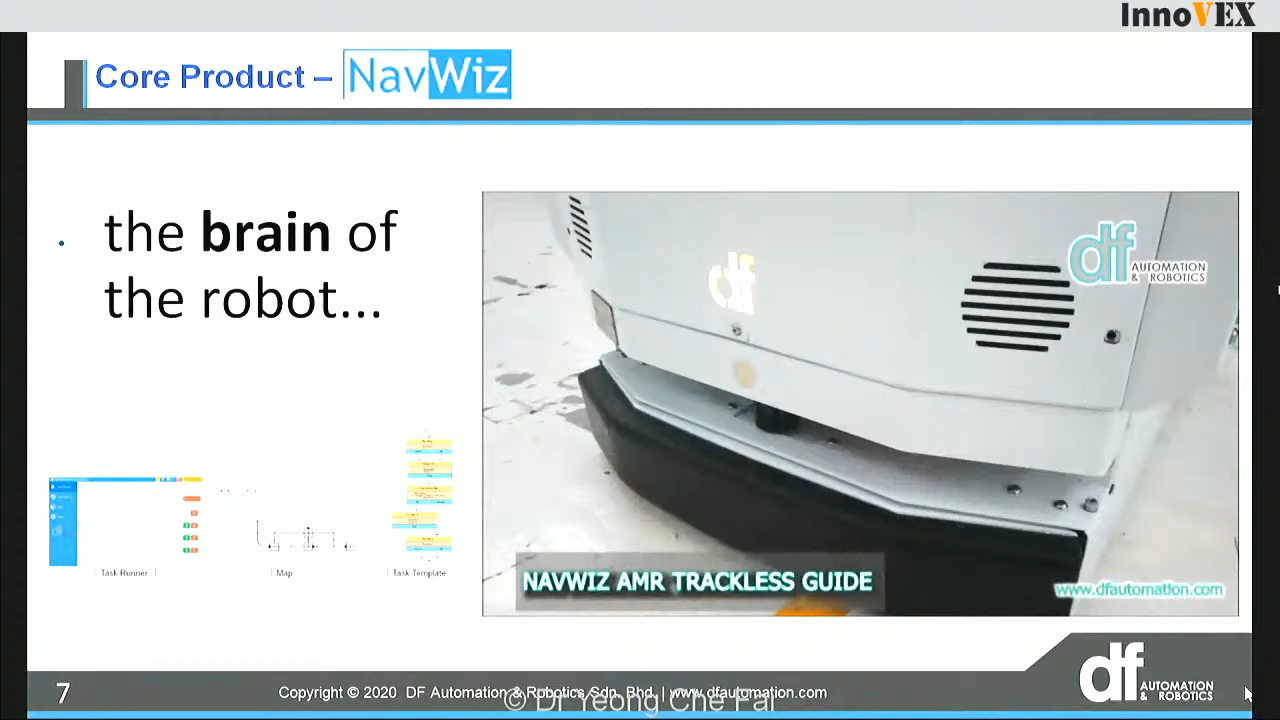 InnoVEX
Core Product – NavWiz
• the brain of
the robot...
df AUTOMATION
& ROBOTICS
df
Task Runner
Map
Task Template
NAVWIZ AMR TRACKLESS GUIDE
www.dfautomation.com
7
Copyright © 2020 DF Automation & Robotics Sdn. Bhd. | www.dfautomation.com
© Dr Yeong Che Fai
df AUTOMATION
& ROBOTICS